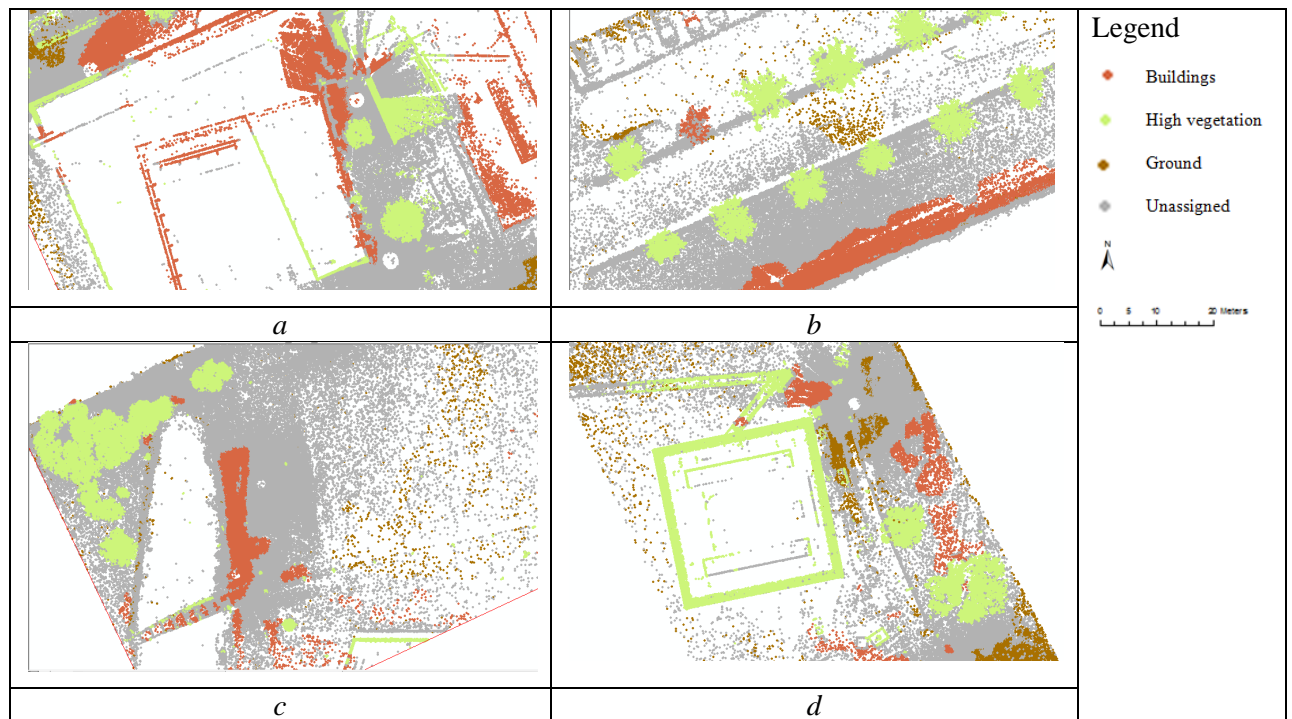 Legend
Buildings
High vegetation
Ground
Unassigned
N
0 5 10 20 Meters
a
b
c
d